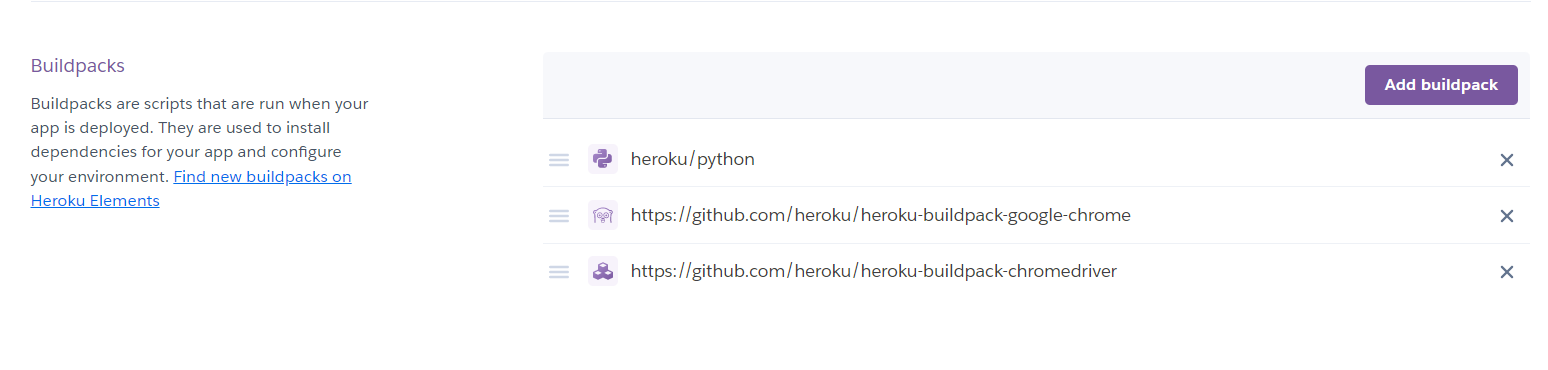 Buildpacks
Buildpacks are scripts that are run when your
app is deployed. They are used to install
dependencies for your app and configure
your environment. Find new buildpacks on
Heroku Elements
Add buildpack
heroku/python
https://github.com/heroku/heroku-buildpack-google-chrome
https://github.com/heroku/heroku-buildpack-chromedriver